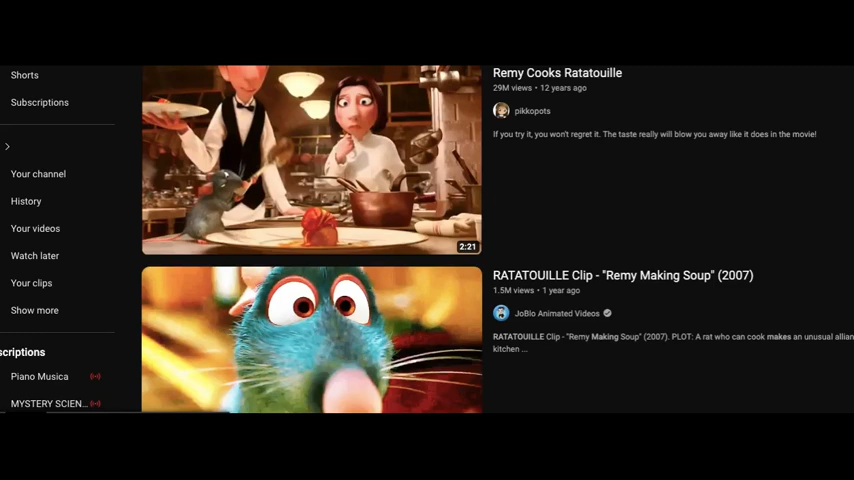 Shorts
Subscriptions
Your channel
History
Your videos
Watch later
Your clips
Show more
scriptions
Piano Musica
MYSTERY SCIEN...
Remy Cooks Ratatouille
29M views • 12 years ago
pikkopots
If you try it, you won't regret it. The taste really will blow you away like it does in the movie!
2:21
RATATOUILLE Clip - "Remy Making Soup" (2007)
1.5M views • 1 year ago
JoBlo Animated Videos
RATATOUILLE Clip - "Remy Making Soup" (2007). PLOT: A rat who can cook makes an unusual allian
kitchen ...